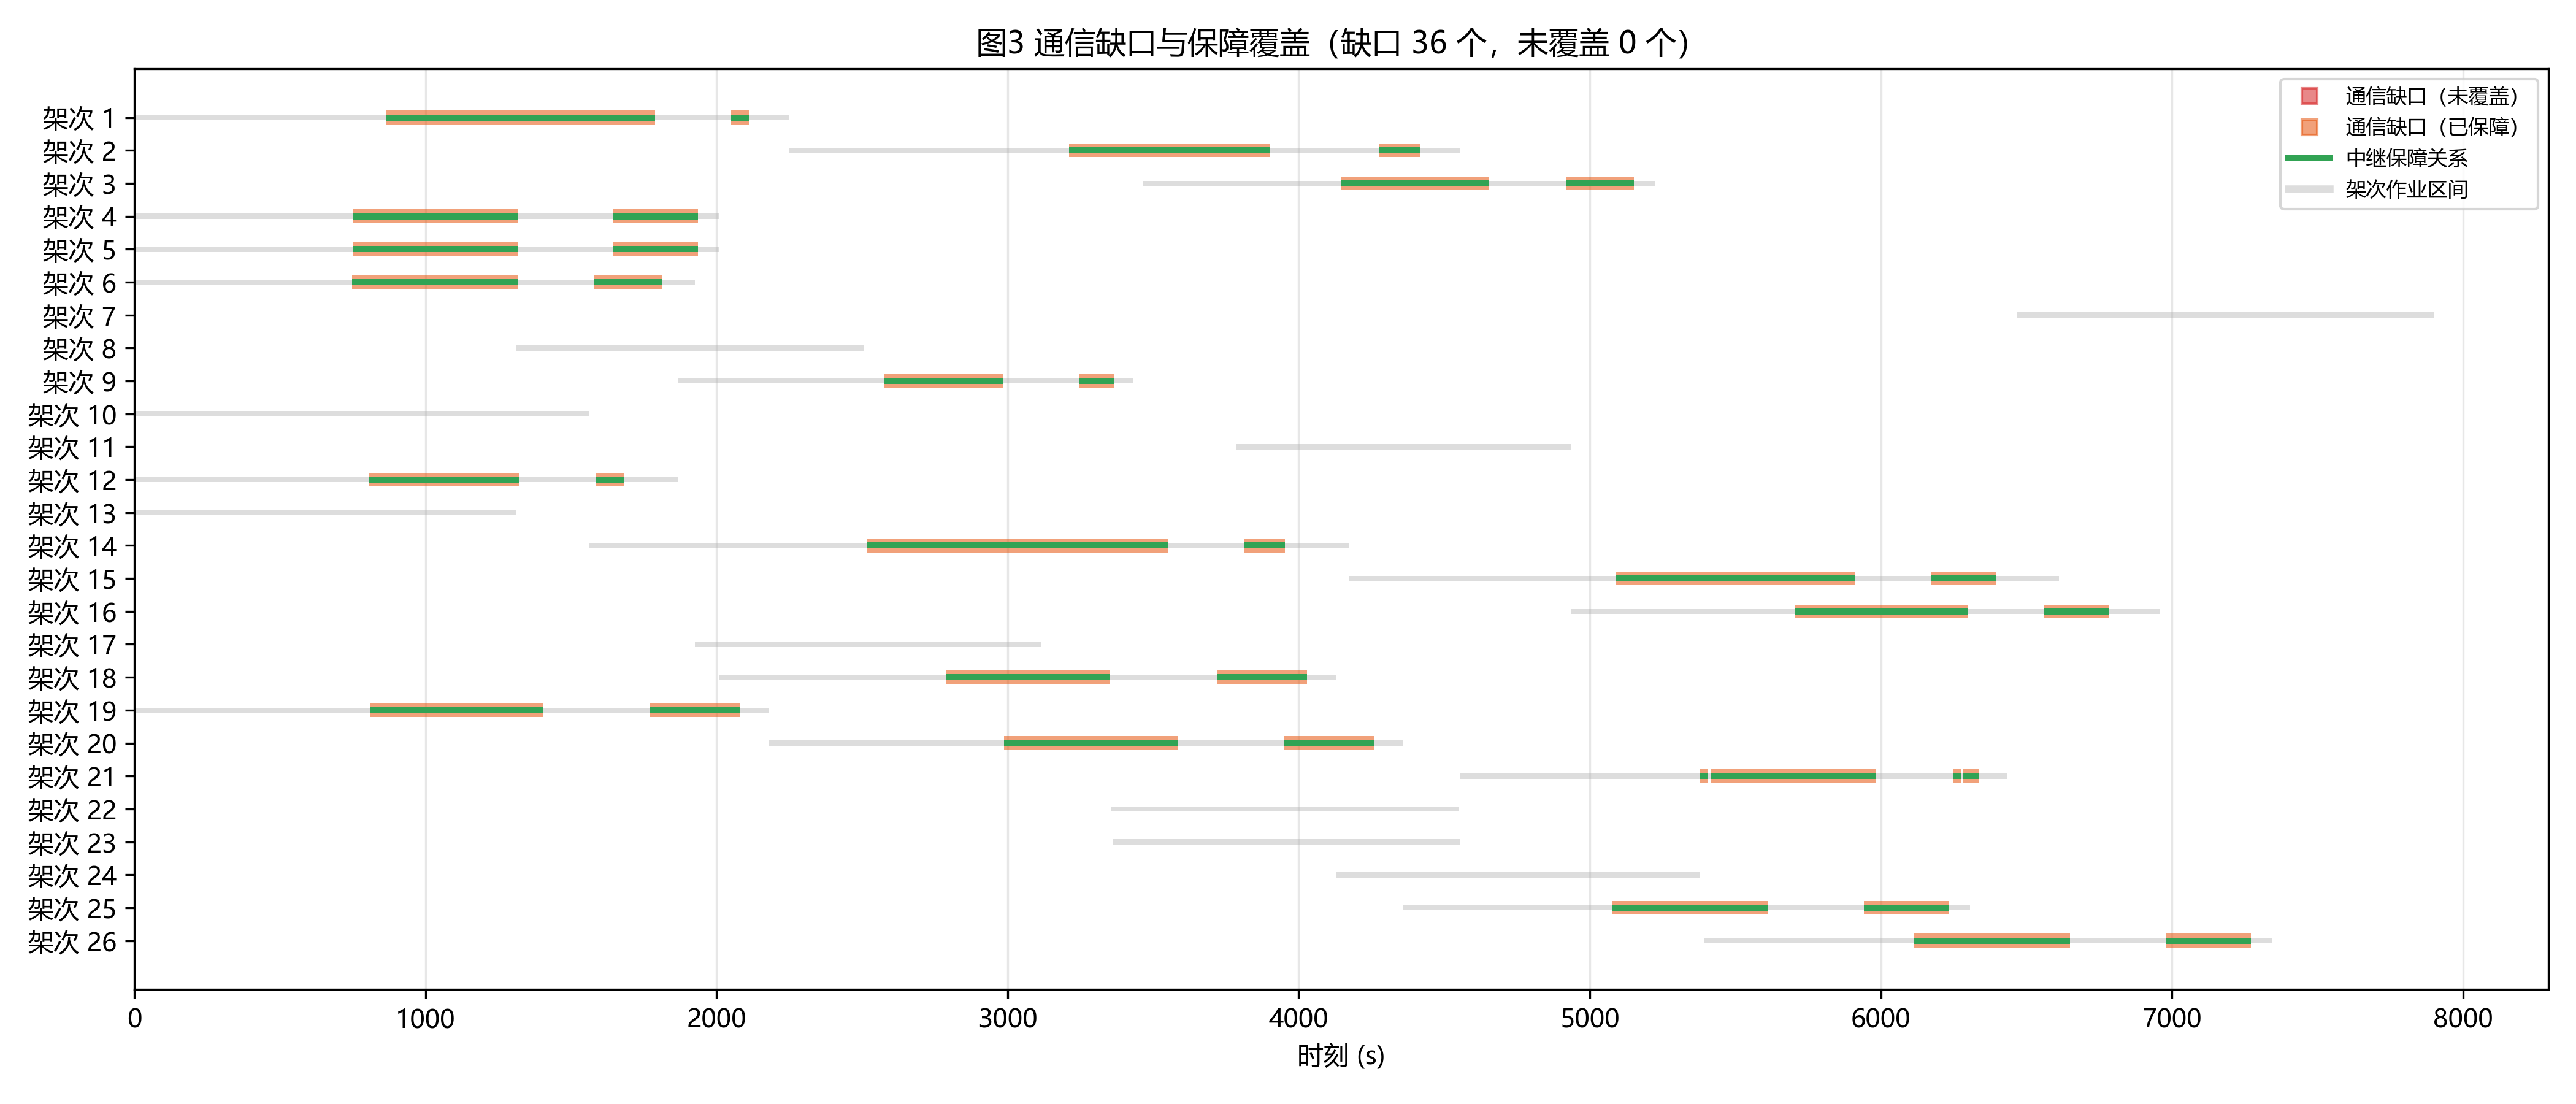 图3 通信缺口与保障覆盖（缺口 36 个，未覆盖 0 个）
通信缺口（未覆盖）
通信缺口（已保障）
中继保障关系
架次作业区间
架次 1
架次 2
架次 3
架次 4
架次 5
架次 6
架次 7
架次 8
架次 9
架次 10
架次 11
架次 12
架次 13
架次 14
架次 15
架次 16
架次 17
架次 18
架次 19
架次 20
架次 21
架次 22
架次 23
架次 24
架次 25
架次 26
0 1000 2000 3000 4000 5000 6000 7000 8000
时刻 (s)